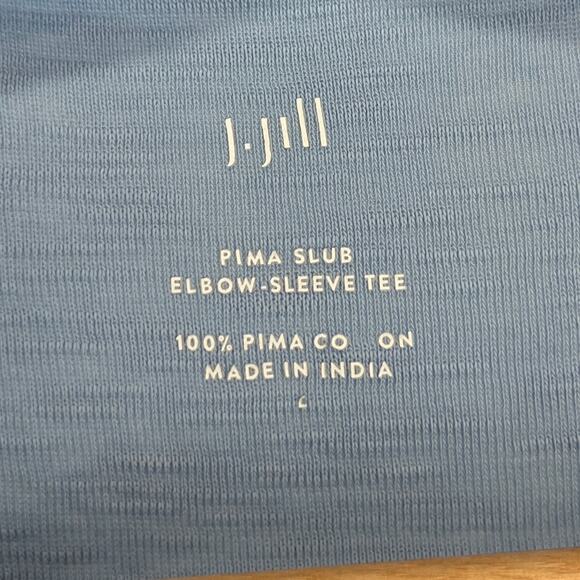 J.Jill
PIMA SLUB
ELBOW-SLEEVE TEE
100% PIMA CO  ON
MADE IN INDIA